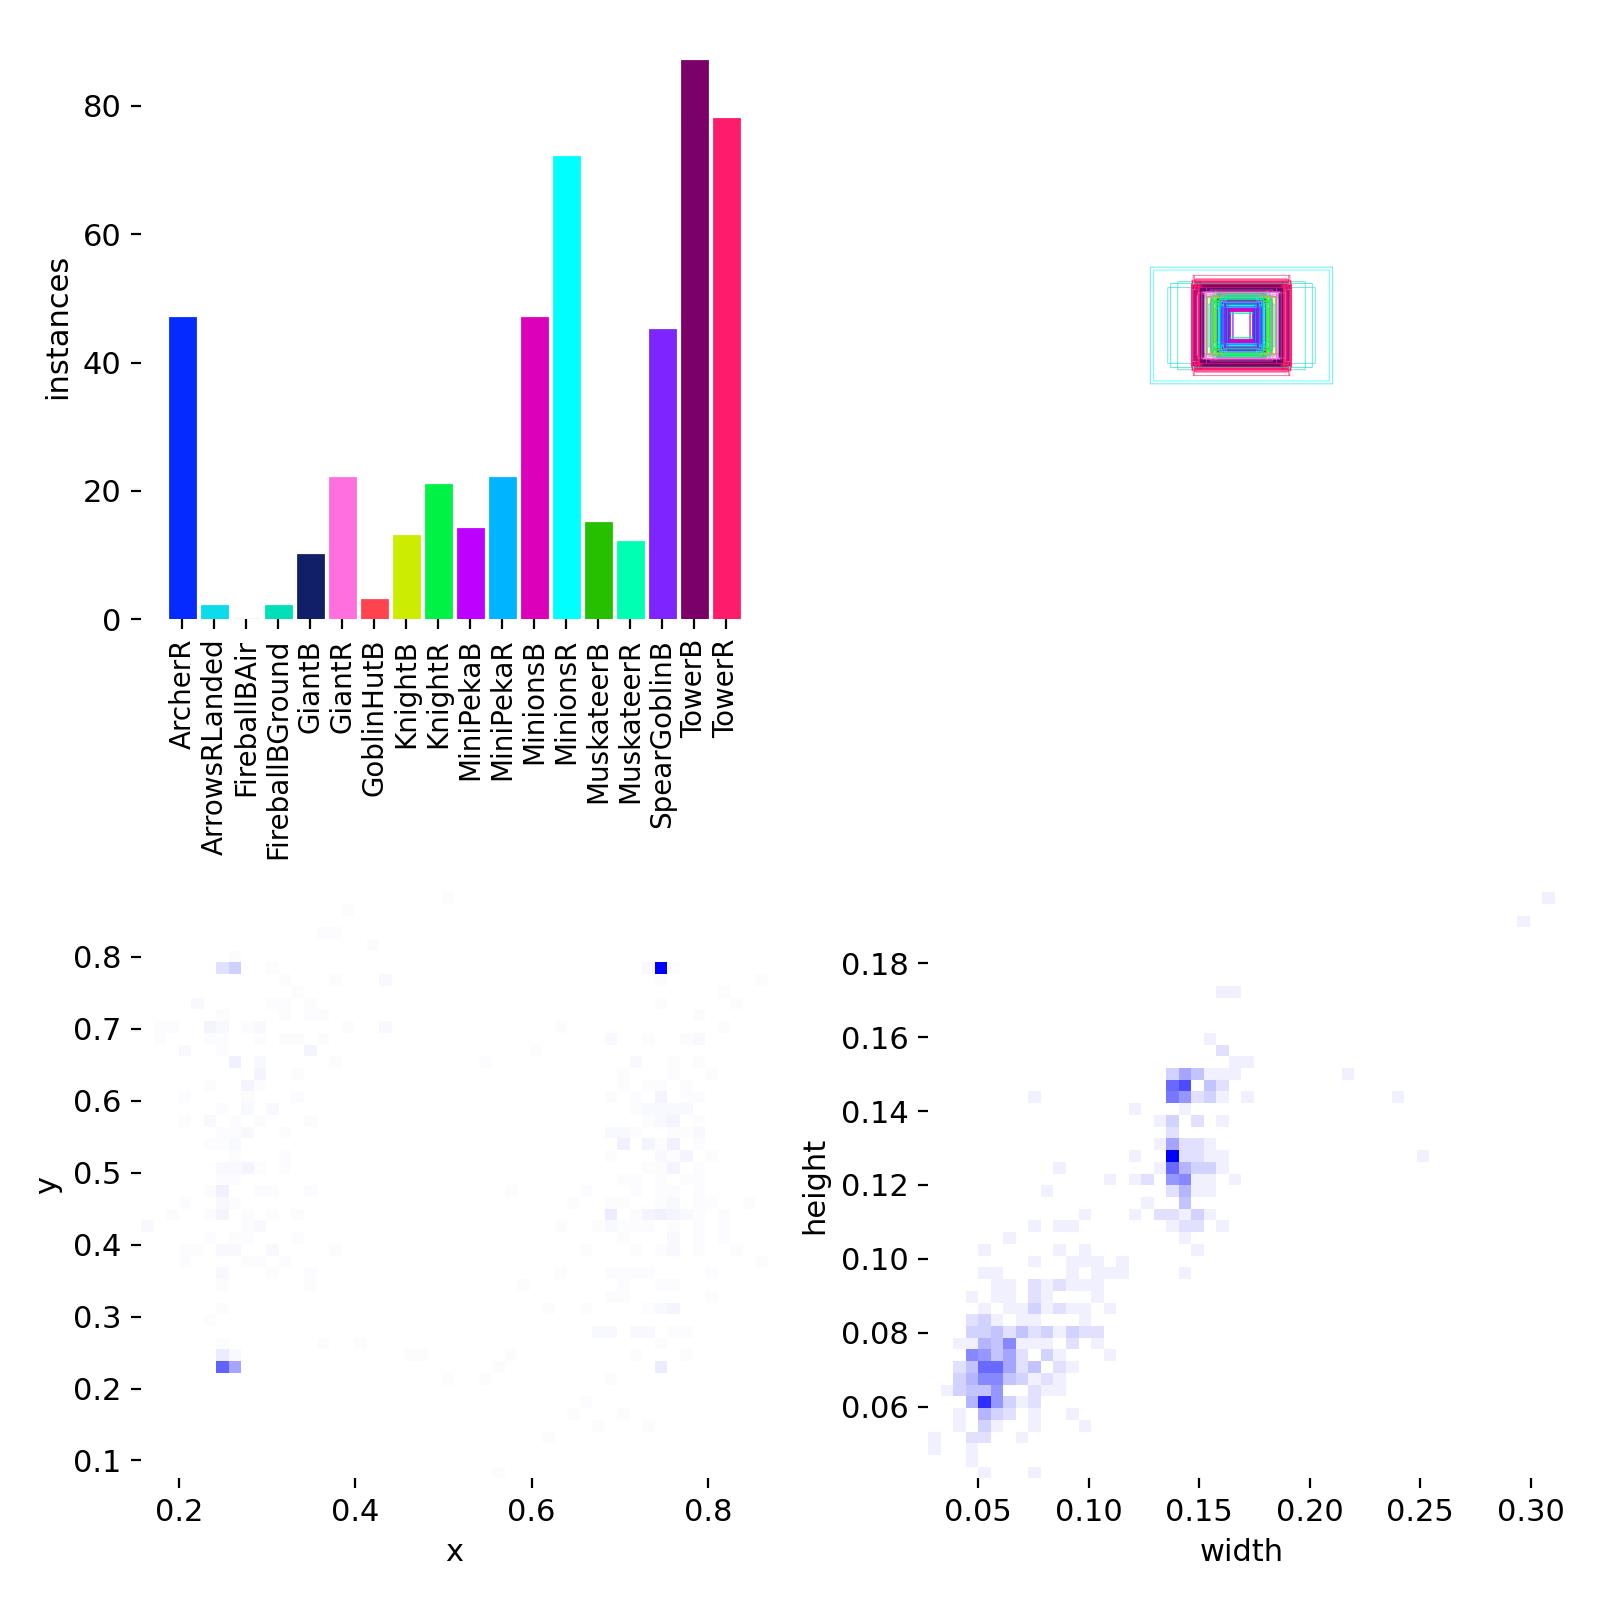 80
60
40
20
0
instances
ArcherR
ArrowsRLanded
FireballBAir
FireballBGround
GiantB
GiantR
GoblinHutB
KnightB
KnightR
MiniPekaB
MiniPekaR
MinionsB
MinionsR
MuskateerB
MuskateerR
SpearGoblinB
TowerB
TowerR
0.8
0.7
0.6
0.5
0.4
0.3
0.2
0.1
y
0.2 0.4 0.6 0.8
x
0.18
0.16
0.14
0.12
0.10
0.08
0.06
height
0.05 0.10 0.15 0.20 0.25 0.30
width